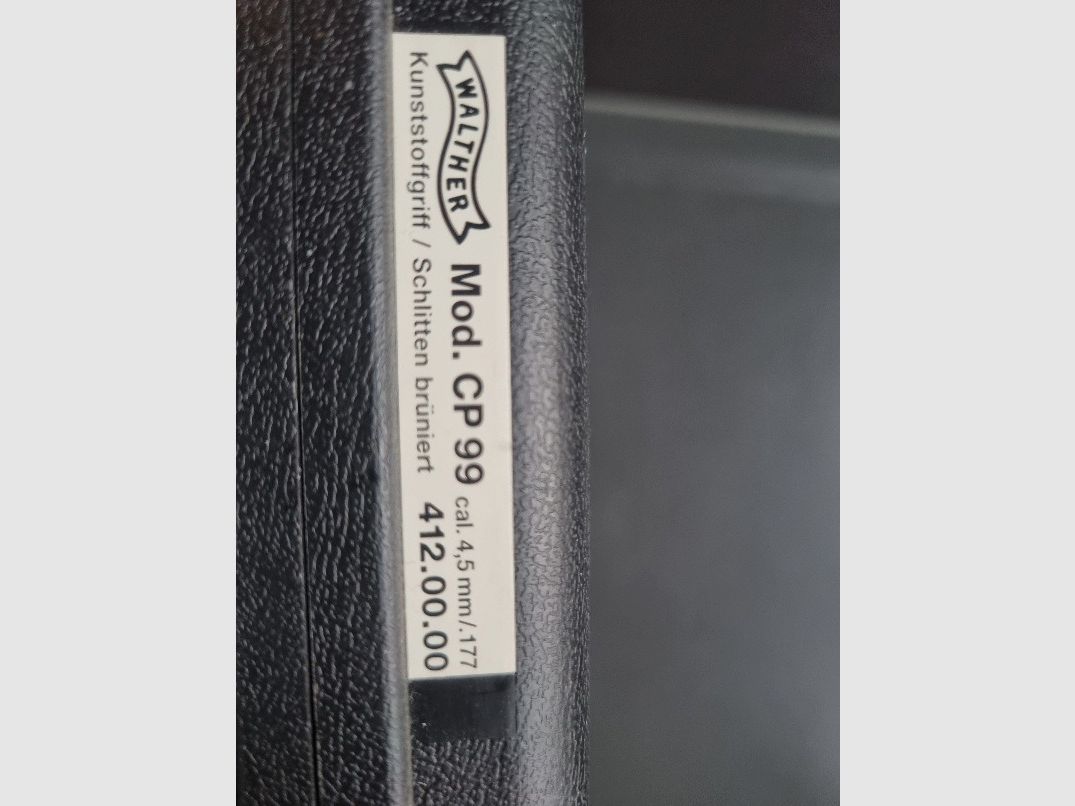 WALTHER Mod. CP 99 cal. 4,5 mm/.177
Kunststoffgriff / Schlitten brüniert 412.00.00